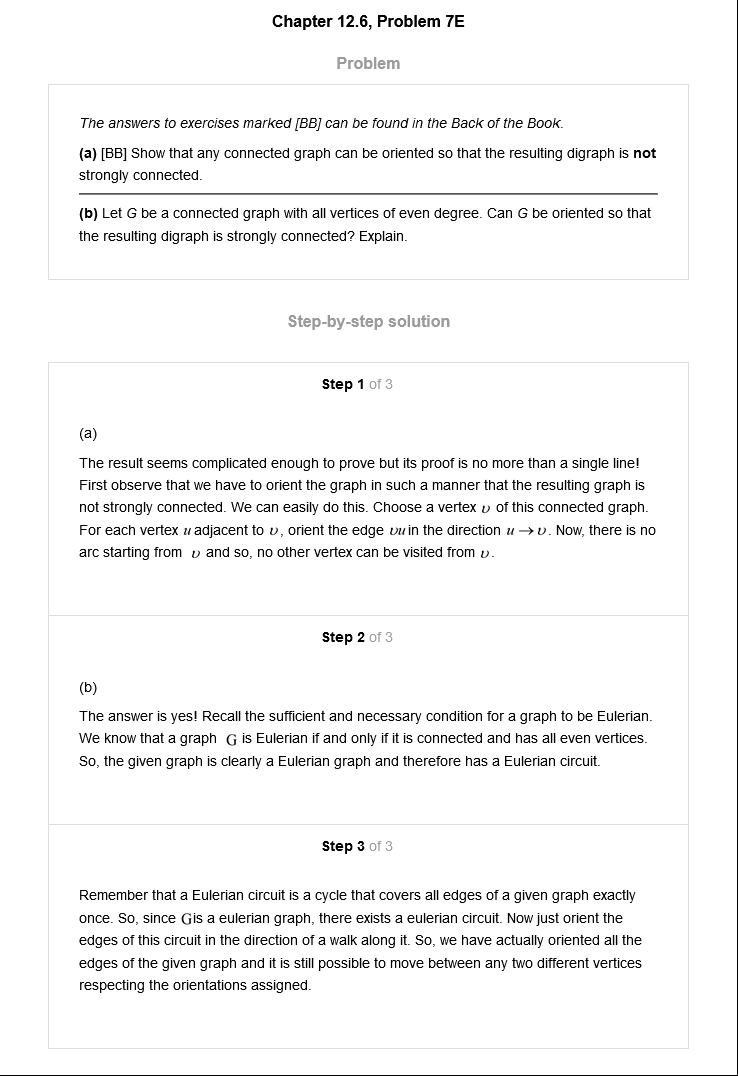 Chapter 12.6, Problem 7E
Problem
The answers to exercises marked [BB] can be found in the Back of the Book.
(a) [BB] Show that any connected graph can be oriented so that the resulting digraph is not
strongly connected.
(b) Let G be a connected graph with all vertices of even degree. Can G be oriented so that
the resulting digraph is strongly connected? Explain.
Step-by-step solution
Step 1 of 3
(a)
The result seems complicated enough to prove but its proof is no more than a single line!
First observe that we have to orient the graph in such a manner that the resulting graph is
not strongly connected. We can easily do this. Choose a vertex υ of this connected graph.
For each vertex u adjacent to υ, orient the edge υu in the direction u → υ. Now, there is no
arc starting from υ and so, no other vertex can be visited from υ.
Step 2 of 3
(b)
The answer is yes! Recall the sufficient and necessary condition for a graph to be Eulerian.
We know that a graph G is Eulerian if and only if it is connected and has all even vertices.
So, the given graph is clearly a Eulerian graph and therefore has a Eulerian circuit.
Step 3 of 3
Remember that a Eulerian circuit is a cycle that covers all edges of a given graph exactly
once. So, since G is a eulerian graph, there exists a eulerian circuit. Now just orient the
edges of this circuit in the direction of a walk along it. So, we have actually oriented all the
edges of the given graph and it is still possible to move between any two different vertices
respecting the orientations assigned.